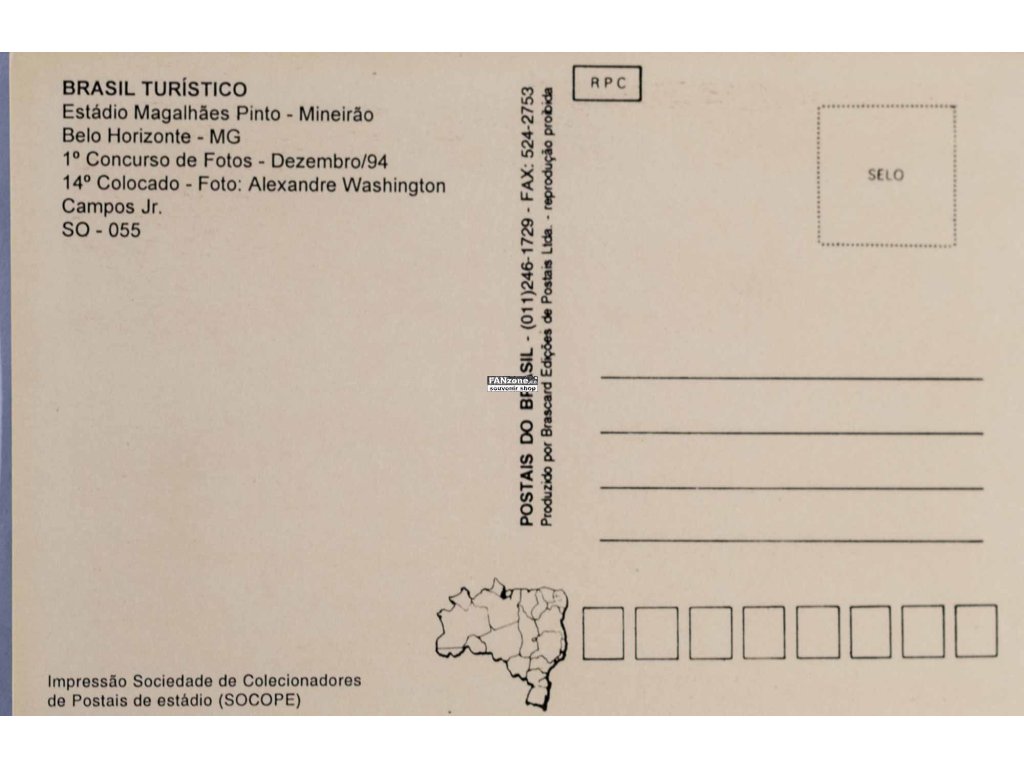 BRASIL TURÍSTICO
Estádio Magalhães Pinto - Mineirão
Belo Horizonte - MG
1º Concurso de Fotos - Dezembro/94
14º Colocado - Foto: Alexandre Washington
Campos Jr.
SO - 055
Impressão Sociedade de Colecionadores
de Postais de estádio (SOCOPE)
POSTAIS DO BRASIL - (011)246-1729 - FAX: 524-2753
Produzido por Brascard Edições de Postais Ltda. - reprodução proibida
FANzone.cz
souvenir shop
RPC
SELO